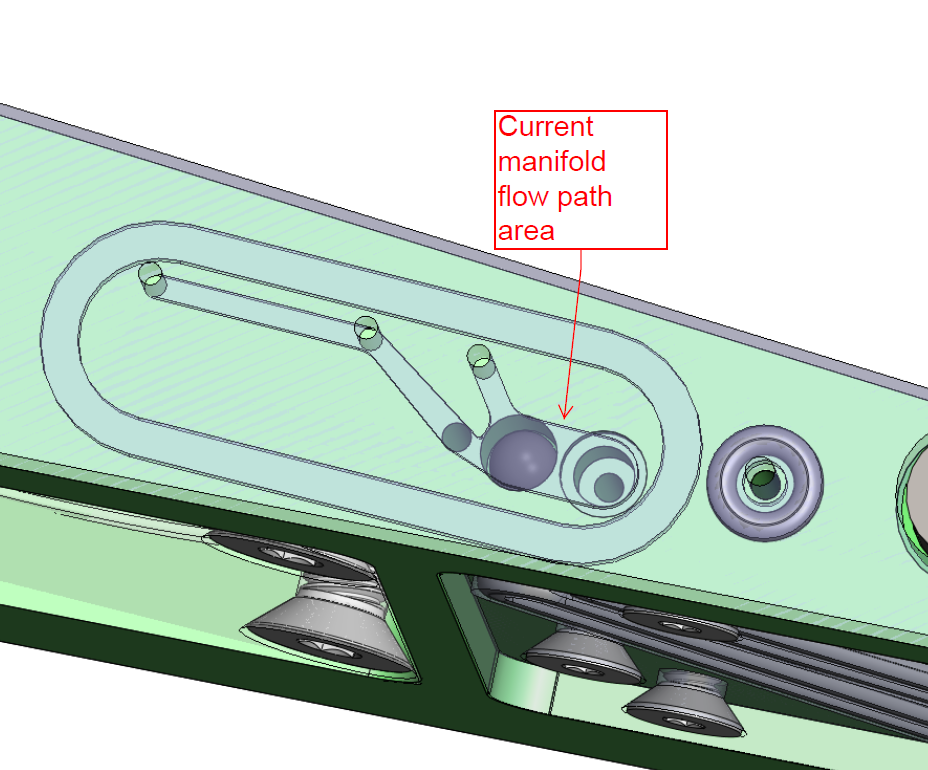 Current
manifold
flow path
area